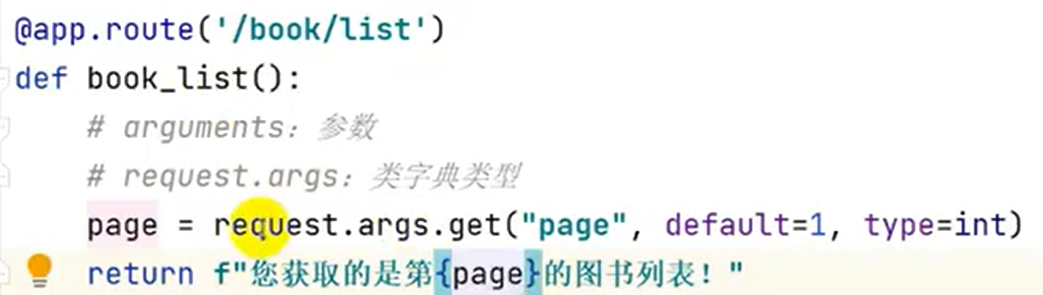 @app.route('/book/list')
def book_list():
    # arguments：参数
    # request.args：类字典类型
    page = request.args.get("page", default=1, type=int)
    return f"您获取的是第{page}的图书列表！"